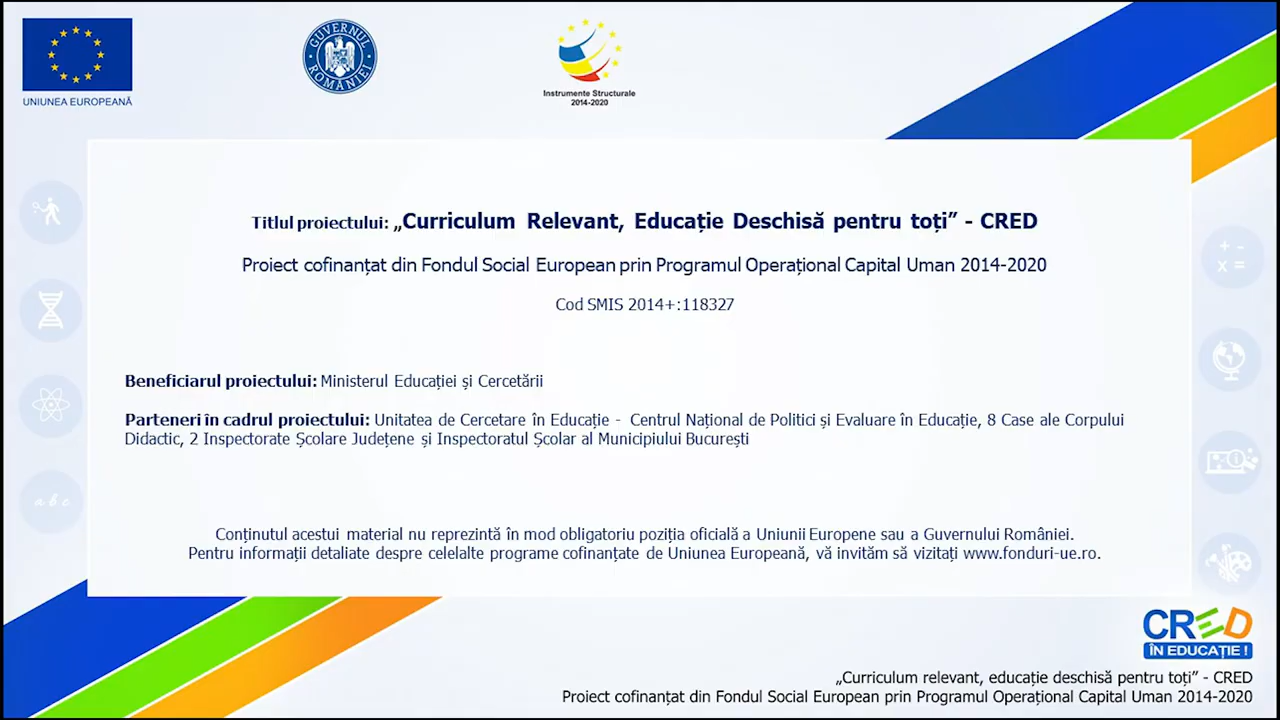 UNIUNEA EUROPEANĂ
GUVERNUL ROMÂNIEI
Instrumente Structurale
2014-2020
Titlul proiectului: „Curriculum Relevant, Educație Deschisă pentru toți” - CRED
Proiect cofinanțat din Fondul Social European prin Programul Operațional Capital Uman 2014-2020
Cod SMIS 2014+:118327
Beneficiarul proiectului: Ministerul Educației și Cercetării
Parteneri în cadrul proiectului: Unitatea de Cercetare în Educație - Centrul Național de Politici și Evaluare în Educație, 8 Case ale Corpului
Didactic, 2 Inspectorate Școlare Județene și Inspectoratul Școlar al Municipiului București
Conținutul acestui material nu reprezintă în mod obligatoriu poziția oficială a Uniunii Europene sau a Guvernului României.
Pentru informații detaliate despre celelalte programe cofinanțate de Uniunea Europeană, vă invităm să vizitați www.fonduri-ue.ro.
+ -
x =
a b c
CRED
ÎN EDUCAȚIE !
„Curriculum relevant, educație deschisă pentru toți” - CRED
Proiect cofinanțat din Fondul Social European prin Programul Operațional Capital Uman 2014-2020